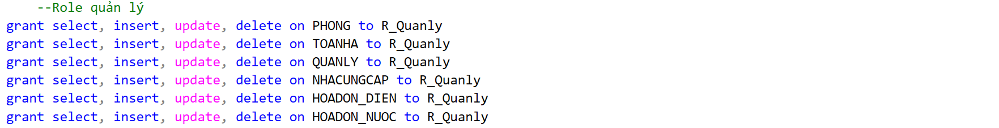 --Role quản lý
grant select, insert, update, delete on PHONG to R_Quanly
grant select, insert, update, delete on TOANHA to R_Quanly
grant select, insert, update, delete on QUANLY to R_Quanly
grant select, insert, update, delete on NHACUNGCAP to R_Quanly
grant select, insert, update, delete on HOADON_DIEN to R_Quanly
grant select, insert, update, delete on HOADON_NUOC to R_Quanly